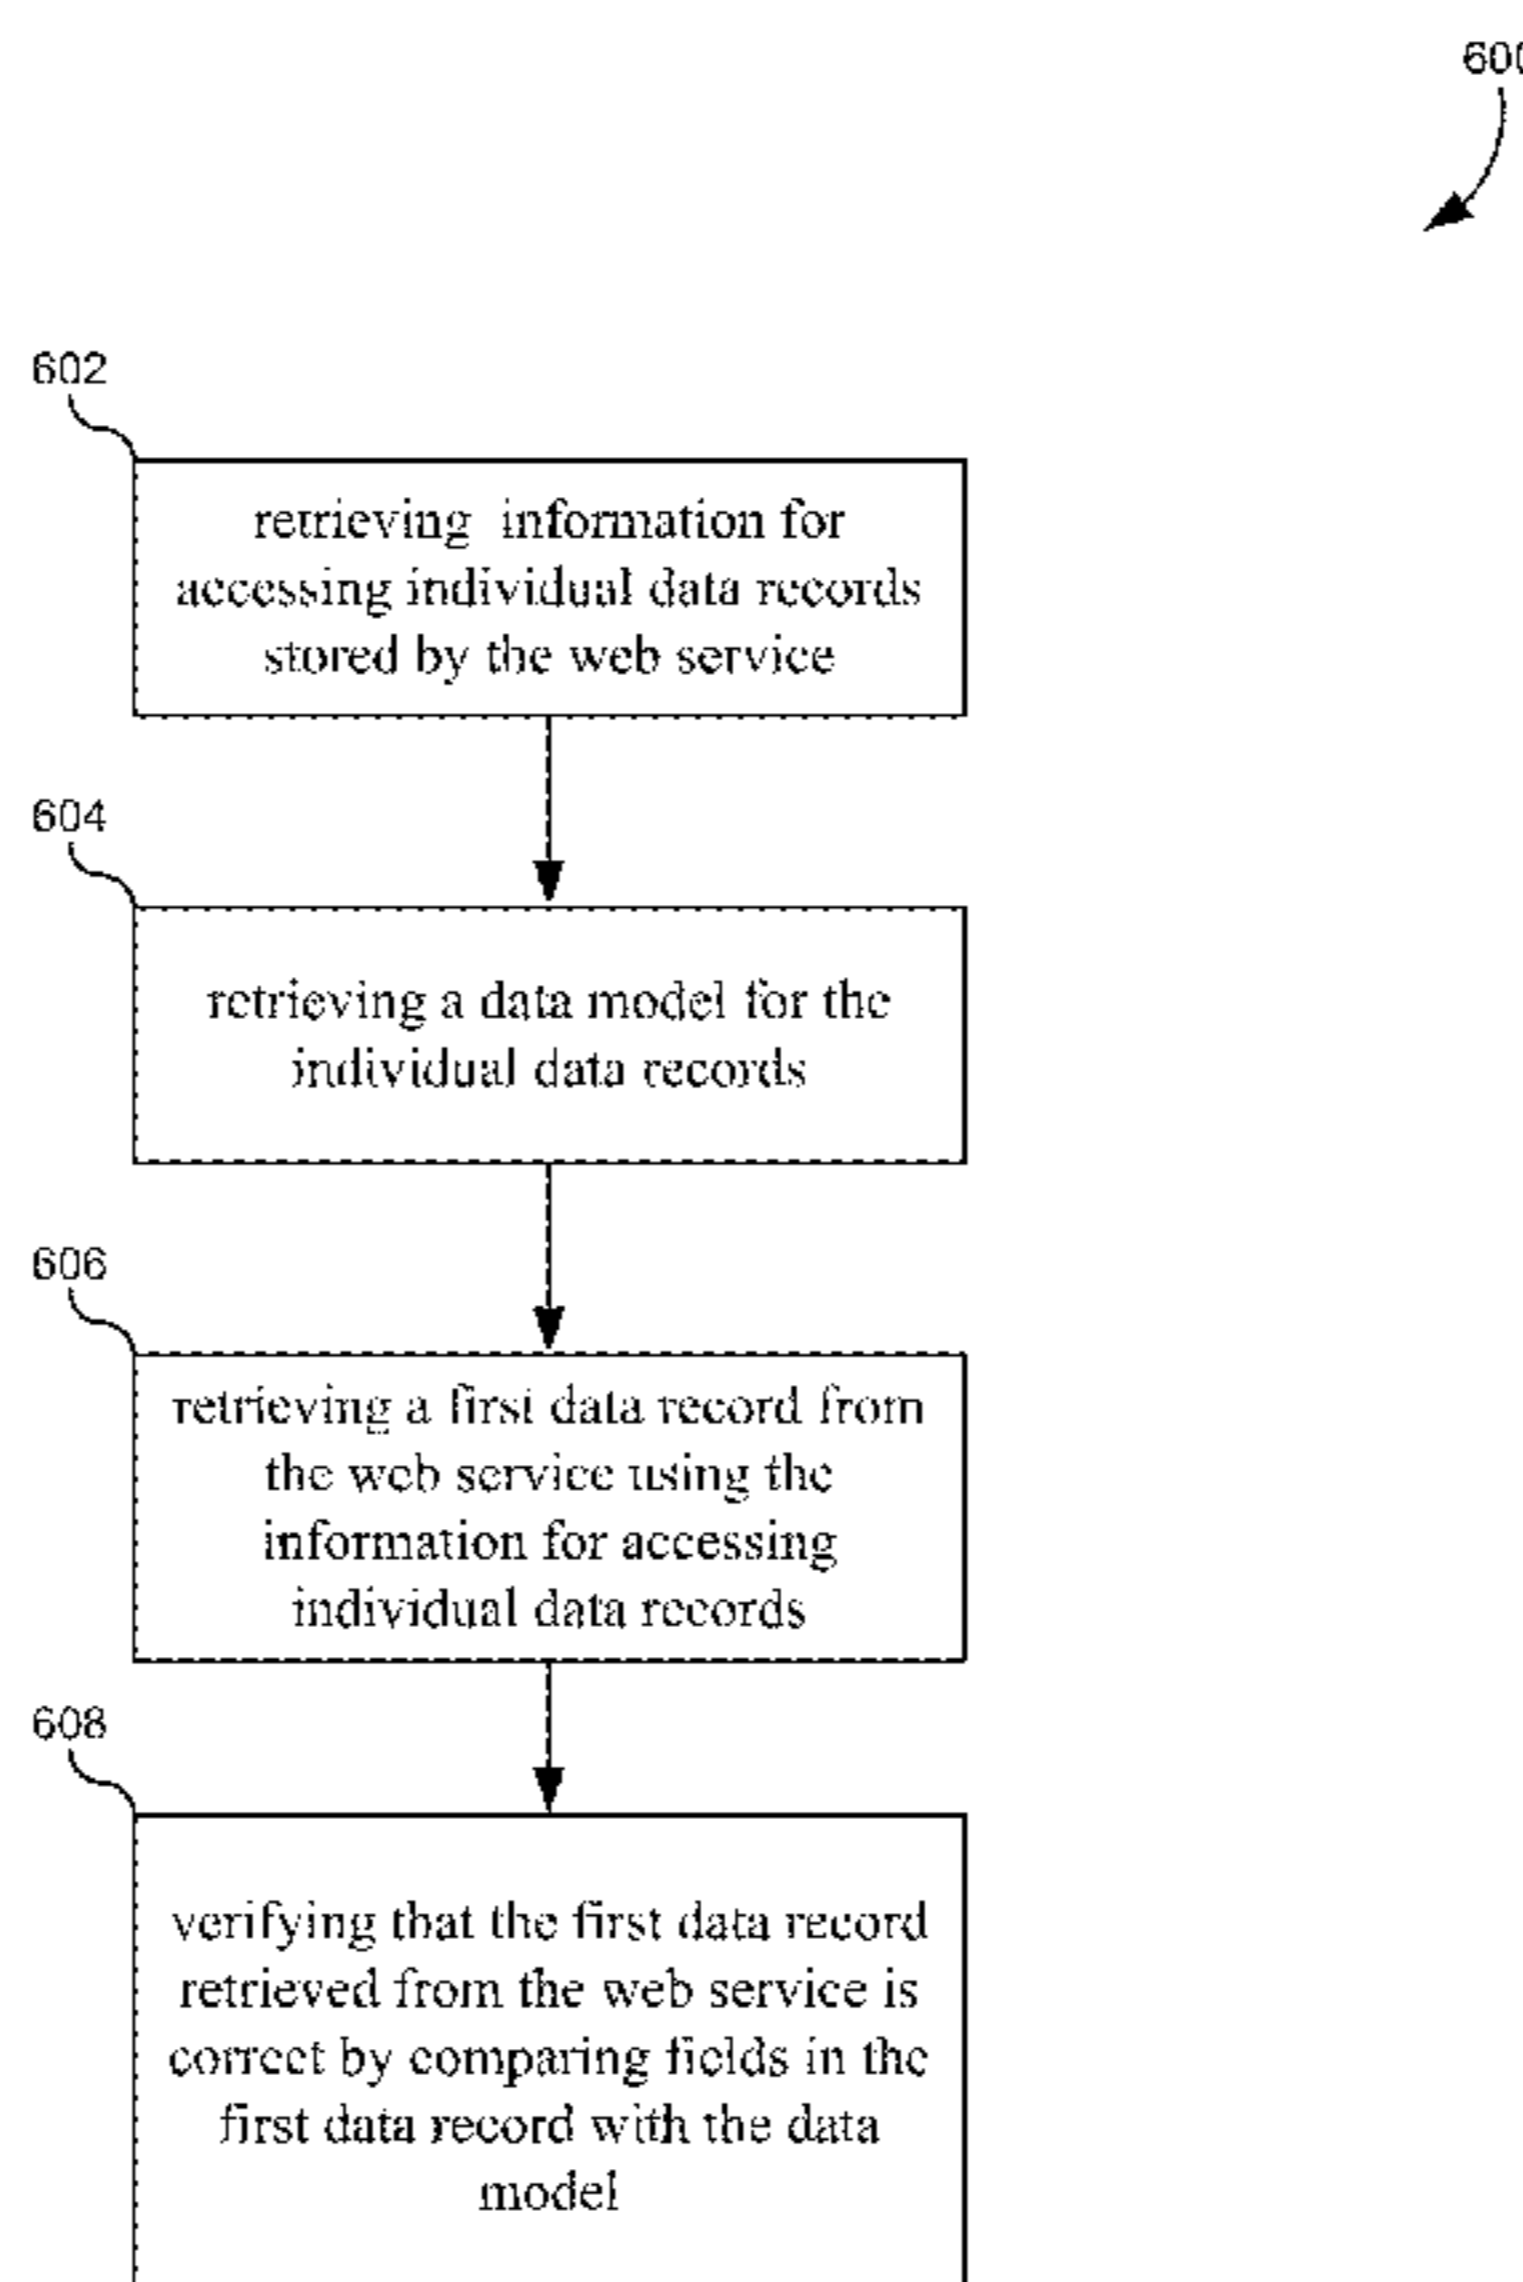 600
602
retrieving information for
accessing individual data records
stored by the web service
604
retrieving a data model for the
individual data records
606
retrieving a first data record from
the web service using the
information for accessing
individual data records
608
verifying that the first data record
retrieved from the web service is
correct by comparing fields in the
first data record with the data
model